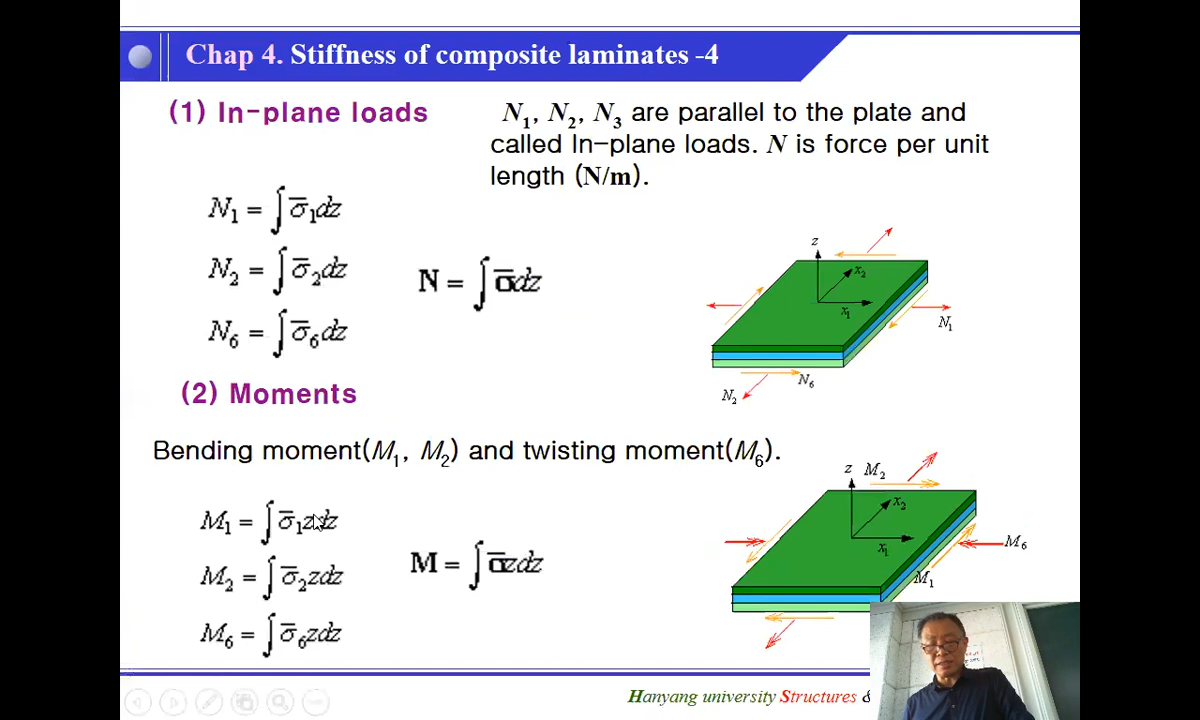 Chap 4. Stiffness of composite laminates -4
(1) In-plane loads
N₁, N₂, N₃ are parallel to the plate and
called In-plane loads. N is force per unit
length (N/m).
N₁ = ∫ σ̅₁dz
N₂ = ∫ σ̅₂dz
N₆ = ∫ σ̅₆dz
N = ∫ σ̅dz
z
x₂
x₁
N₁
N₆
N₂
(2) Moments
Bending moment(M₁, M₂) and twisting moment(M₆).
M₁ = ∫ σ̅₁zdz
M₂ = ∫ σ̅₂zdz
M₆ = ∫ σ̅₆zdz
M = ∫ σ̅zdz
z M₂
x₂
x₁
M₆
M₁
Hanyang university Structures &